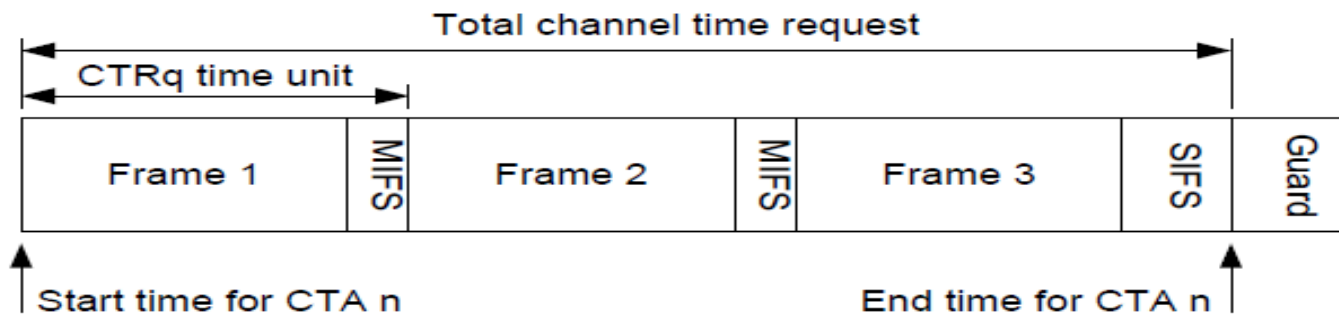 Total channel time request
CTRq time unit
Frame 1
MIFS
Frame 2
MIFS
Frame 3
SIFS
Guard
Start time for CTA n
End time for CTA n